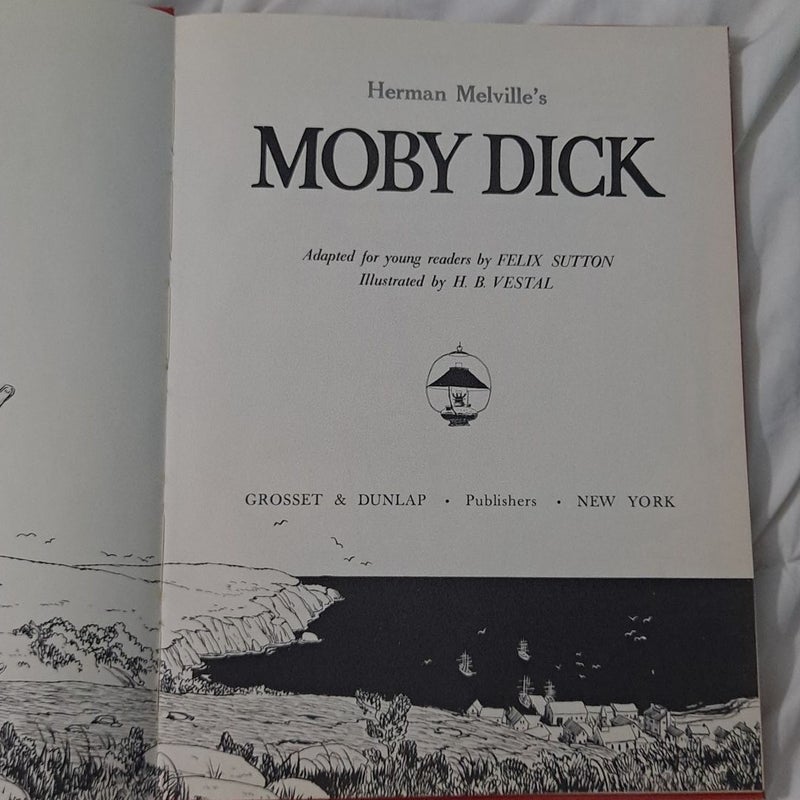 Herman Melville's
MOBY DICK
Adapted for young readers by FELIX SUTTON
Illustrated by H. B. VESTAL
GROSSET & DUNLAP • Publishers • NEW YORK